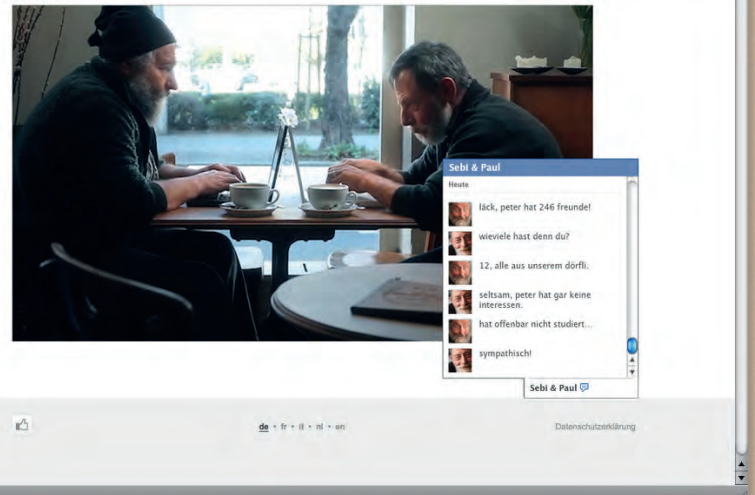 Sebi & Paul
Heute
läck, peter hat 246 freunde!
wieviele hast denn du?
12, alle aus unserem dörfli.
seltsam, peter hat gar keine
interessen.
hat offenbar nicht studiert...
sympathisch!
Sebi & Paul
de • fr • it • nl • en
Datenschutzerklärung